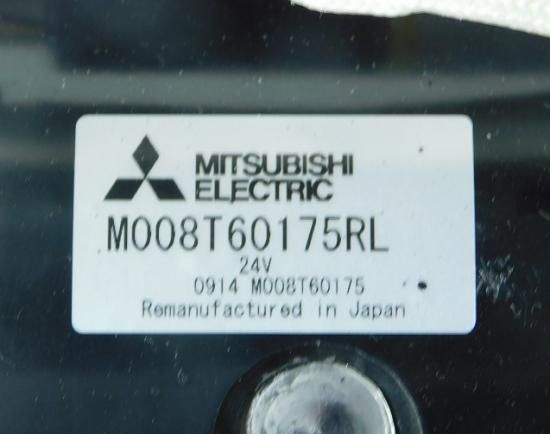 MITSUBISHI
ELECTRIC
M008T60175RL
24V
0914 M008T60175
Remanufactured in Japan